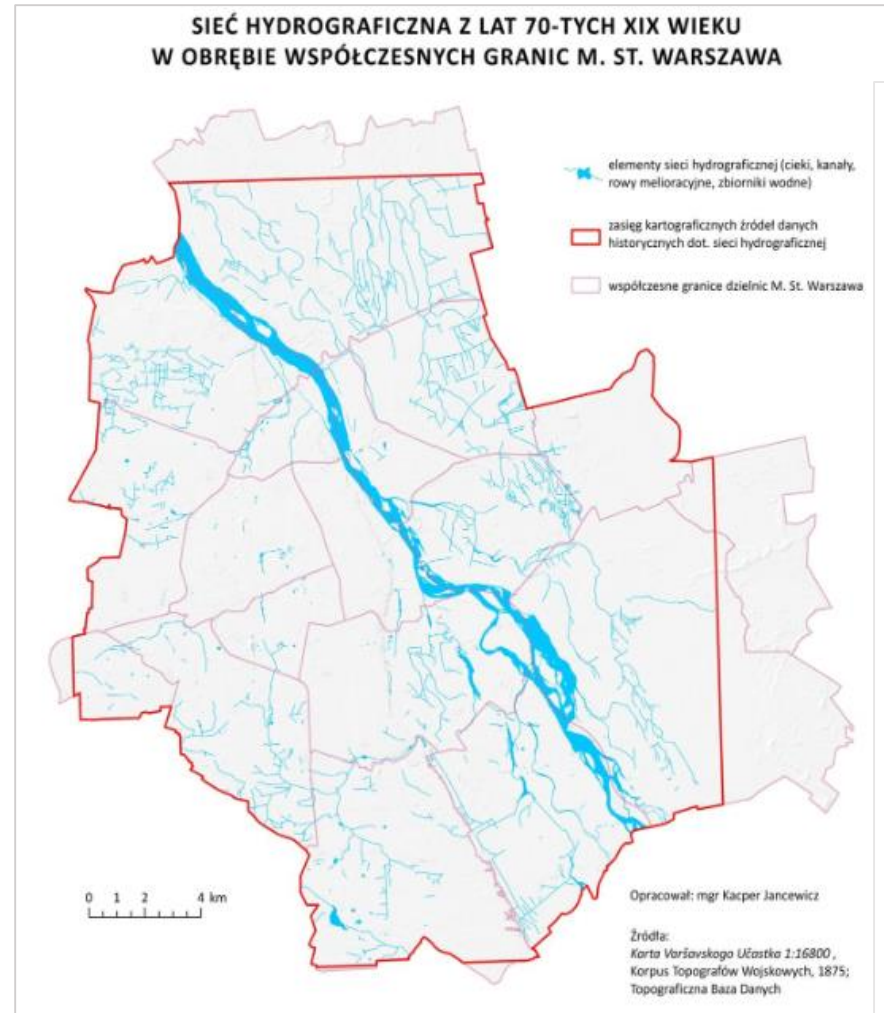 SIEĆ HYDROGRAFICZNA Z LAT 70-TYCH XIX WIEKU
W OBRĘBIE WSPÓŁCZESNYCH GRANIC M. ST. WARSZAWA
elementy sieci hydrograficznej (cieki, kanały,
rowy melioracyjne, zbiorniki wodne)
zasięg kartograficznych źródeł danych
historycznych dot. sieci hydrograficznej
współczesne granice dzielnic M. St. Warszawa
0 1 2 4 km
Opracował: mgr Kacper Jancewicz
Źródła:
Karta Varšavskago Učastka 1:16800 ,
Korpus Topografów Wojskowych, 1875;
Topograficzna Baza Danych